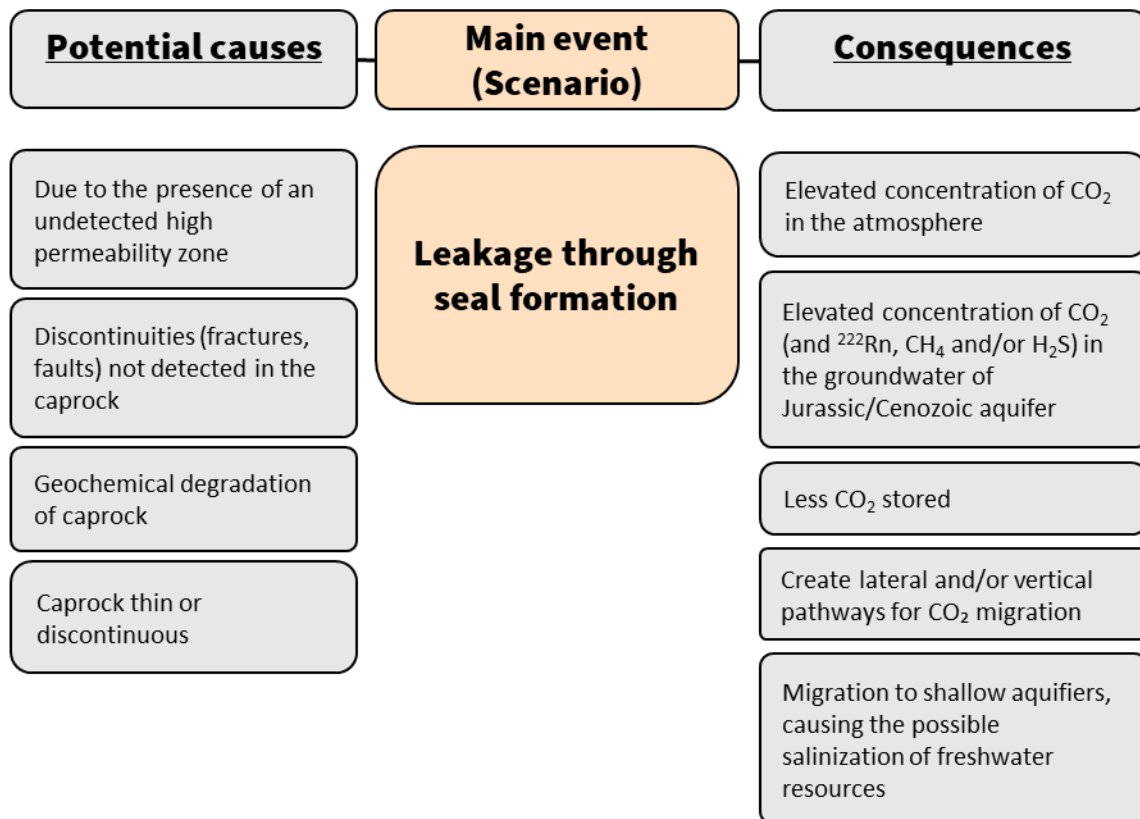 Potential causes
Main event
(Scenario)
Consequences
Due to the presence of an
undetected high
permeability zone
Discontinuities (fractures,
faults) not detected in the
caprock
Geochemical degradation
of caprock
Caprock thin or
discontinuous
Leakage through
seal formation
Elevated concentration of CO₂
in the atmosphere
Elevated concentration of CO₂
(and ²²²Rn, CH₄ and/or H₂S) in
the groundwater of
Jurassic/Cenozoic aquifer
Less CO₂ stored
Create lateral and/or vertical
pathways for CO₂ migration
Migration to shallow aquifiers,
causing the possible
salinization of freshwater
resources